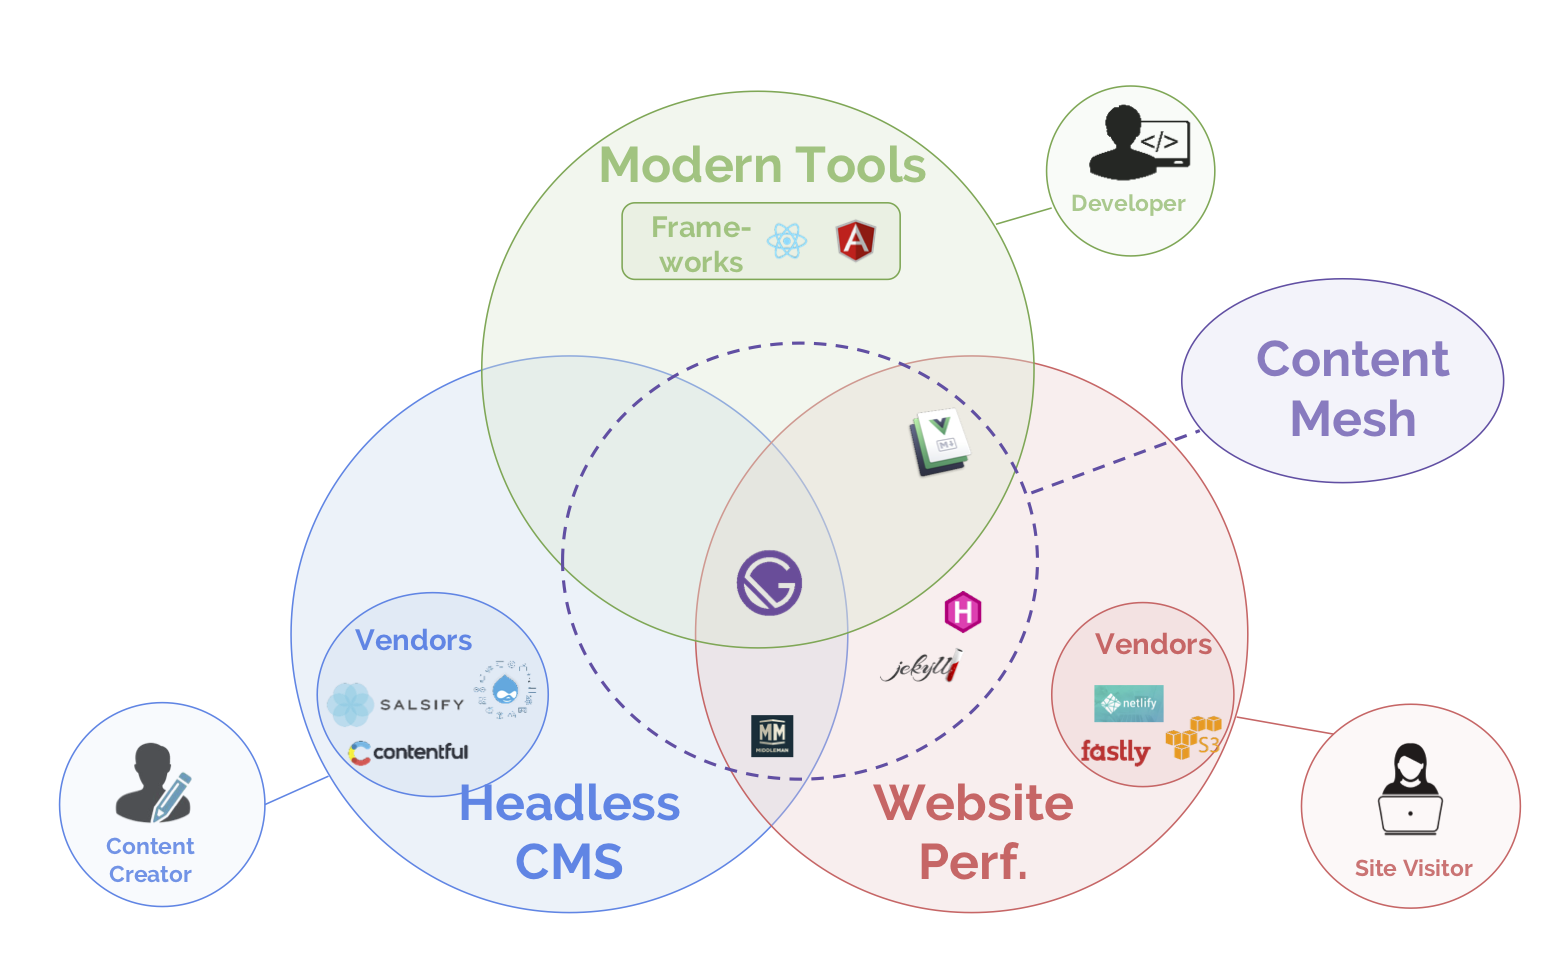 Modern Tools
Frame-
works
</>
Developer
Content
Mesh
M
H
jekyll
Vendors
SALSIFY
contentful
Vendors
netlify
fastly
S3
MM
MIDDLEMAN
Headless
CMS
Website
Perf.
Content
Creator
Site Visitor